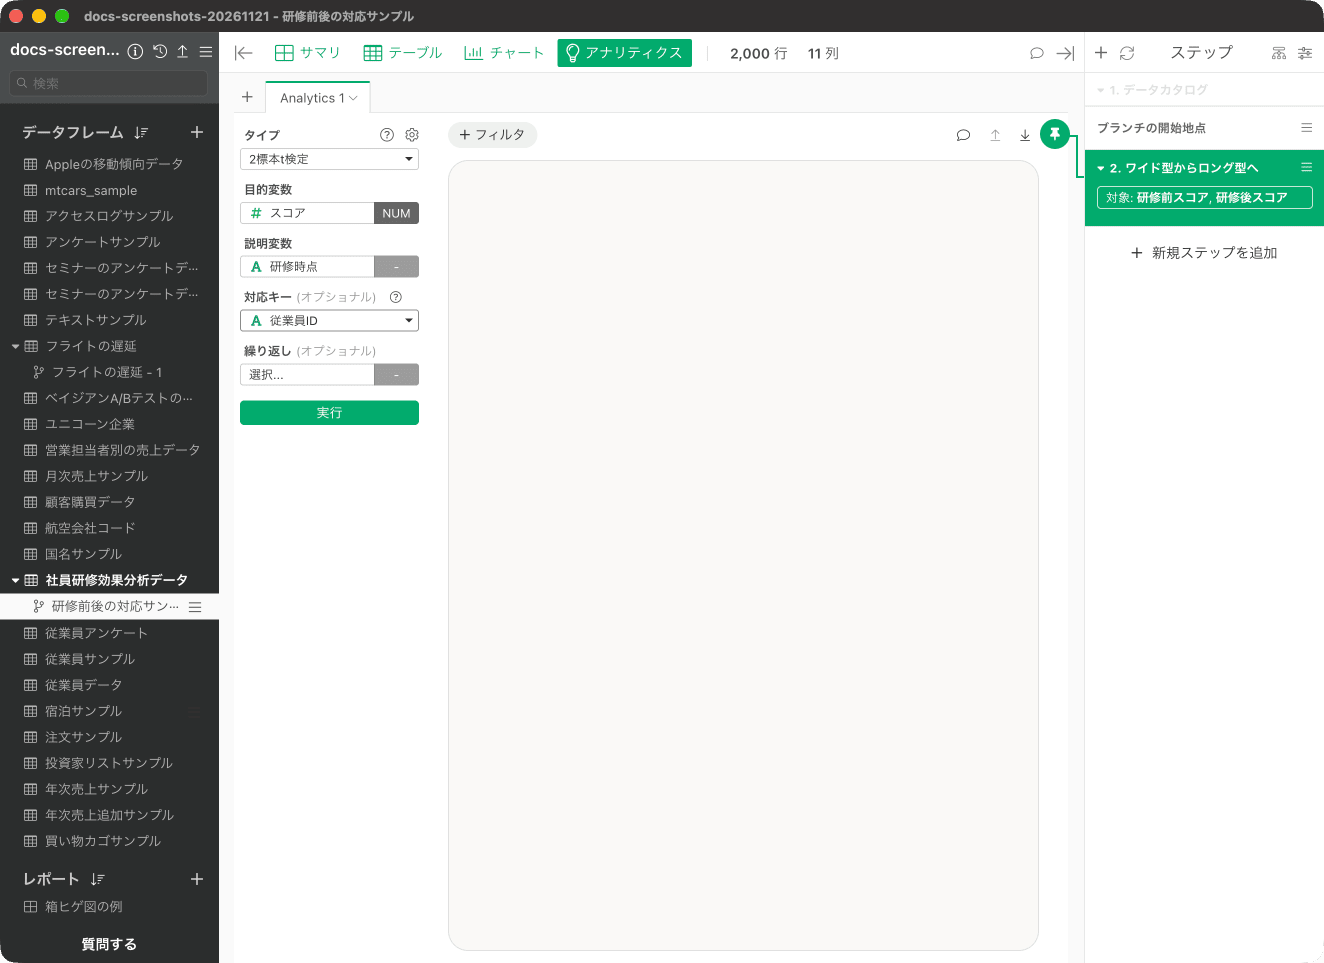 docs-screenshots-20261121 - 研修前後の対応サンプル
docs-screen...
検索
データフレーム
Appleの移動傾向データ
mtcars_sample
アクセスログサンプル
アンケートサンプル
セミナーのアンケートデ…
セミナーのアンケートデ…
テキストサンプル
フライトの遅延
フライトの遅延 - 1
ベイジアンA/Bテストの…
ユニコーン企業
営業担当者別の売上データ
月次売上サンプル
顧客購買データ
航空会社コード
国名サンプル
社員研修効果分析データ
研修前後の対応サン…
従業員アンケート
従業員サンプル
従業員データ
宿泊サンプル
注文サンプル
投資家リストサンプル
年次売上サンプル
年次売上追加サンプル
買い物カゴサンプル
レポート
箱ヒゲ図の例
質問する
サマリ
テーブル
チャート
アナリティクス
2,000 行
11 列
Analytics 1
タイプ
2標本t検定
目的変数
# スコア
NUM
説明変数
A 研修時点
-
対応キー (オプショナル)
A 従業員ID
繰り返し (オプショナル)
選択...
-
実行
+ フィルタ
ステップ
1. データカタログ
ブランチの開始地点
2. ワイド型からロング型へ
対象: 研修前スコア, 研修後スコア
+ 新規ステップを追加